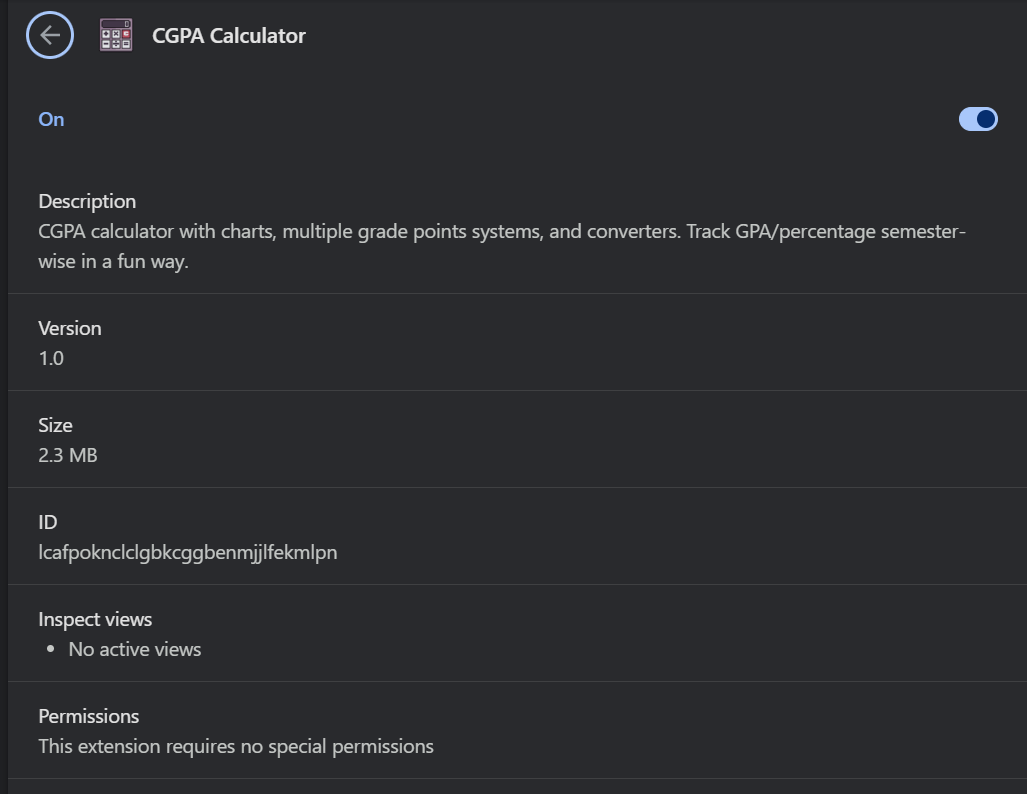 CGPA Calculator
On
Description
CGPA calculator with charts, multiple grade points systems, and converters. Track GPA/percentage semester-
wise in a fun way.
Version
1.0
Size
2.3 MB
ID
lcafpoknclclgbkcggbenmjjlfekmlpn
Inspect views
• No active views
Permissions
This extension requires no special permissions